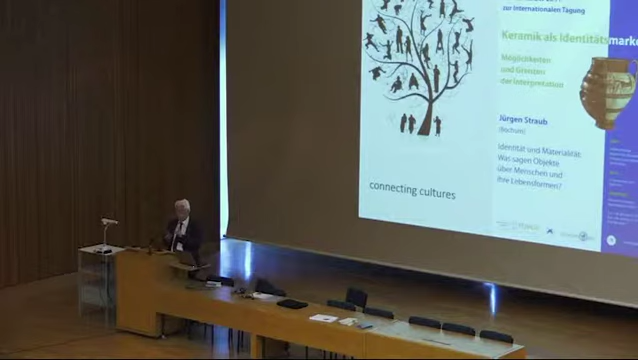 zur Internationalen Tagung
Keramik als Identitätsmarke
Möglichkeiten
und Grenzen
der Interpretation
Jürgen Straub
(Bochum)
Identität und Materialität:
Was sagen Objekte
über Menschen und
ihre Lebensformen?
connecting cultures